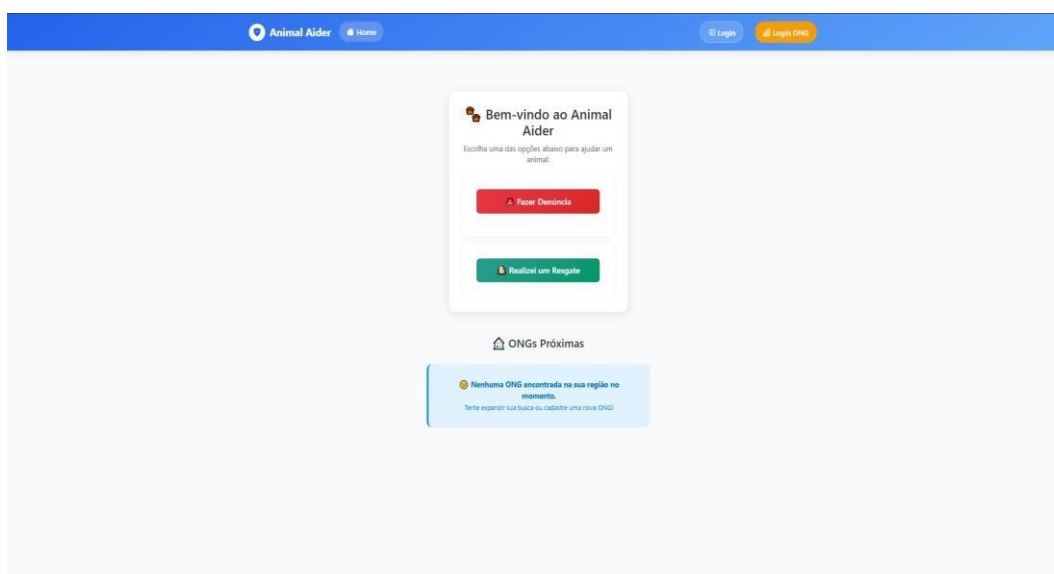 Animal Aider Home Login Login ONG
Bem-vindo ao Animal
Aider
Escolha uma das opções abaixo para ajudar um
animal:
Fazer Denúncia
Realizei um Resgate
ONGs Próximas
Nenhuma ONG encontrada na sua região no
momento.
Tente expandir sua busca ou cadastre uma nova ONG!